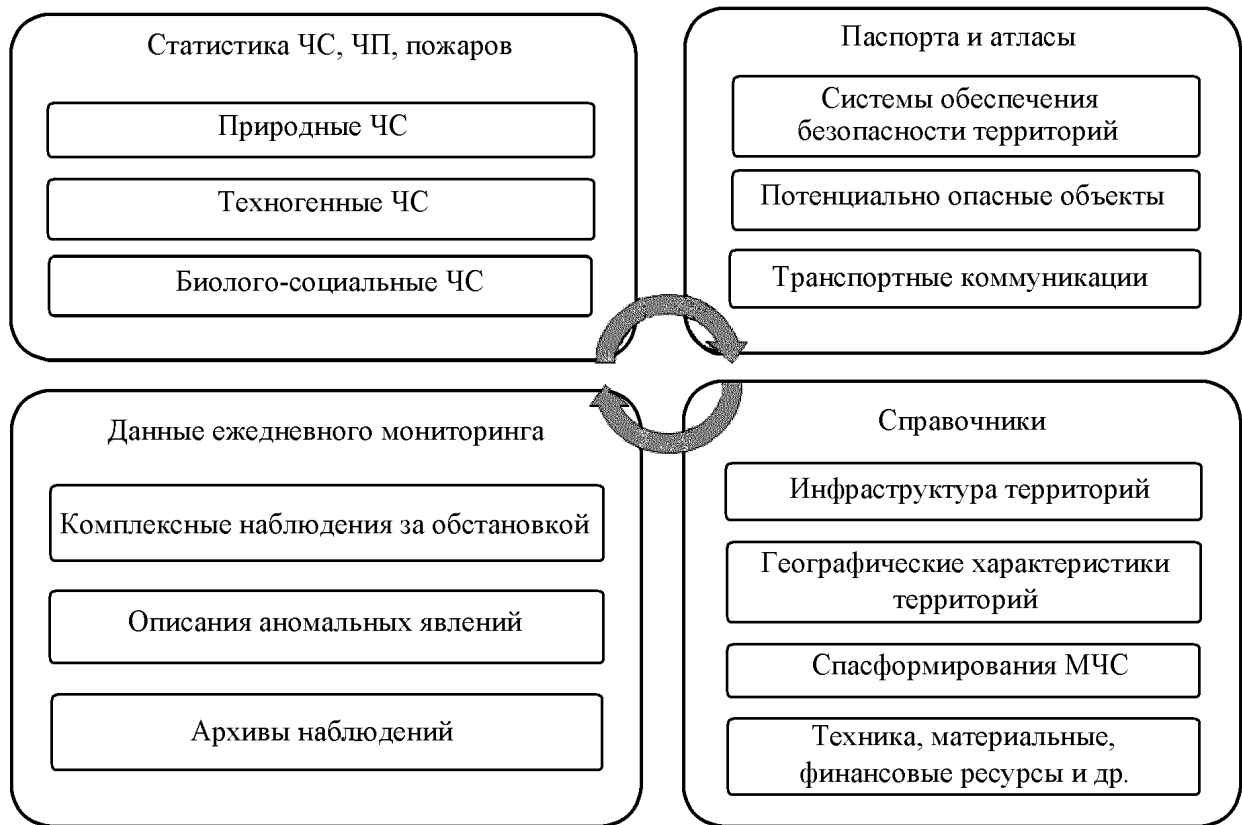 Статистика ЧС, ЧП, пожаров
Природные ЧС
Техногенные ЧС
Биолого-социальные ЧС
Паспорта и атласы
Системы обеспечения
безопасности территорий
Потенциально опасные объекты
Транспортные коммуникации
Данные ежедневного мониторинга
Комплексные наблюдения за обстановкой
Описания аномальных явлений
Архивы наблюдений
Справочники
Инфраструктура территорий
Географические характеристики
территорий
Спасформирования МЧС
Техника, материальные,
финансовые ресурсы и др.